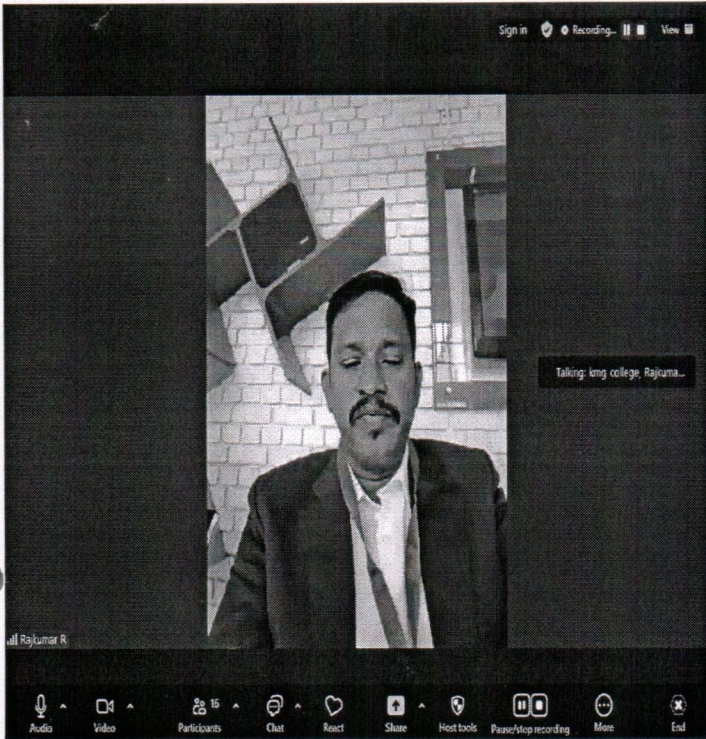 Sign in Recording... View
Talking: kmg college, Rajkuma...
Rajkumar R
Audio Video Participants 16 Chat React Share Host tools Pause/stop recording More End